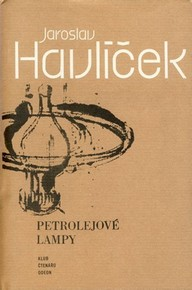 Jaroslav
Havlíček
PETROLEJOVÉ
LAMPY
KLUB
ČTENÁŘŮ
ODEON